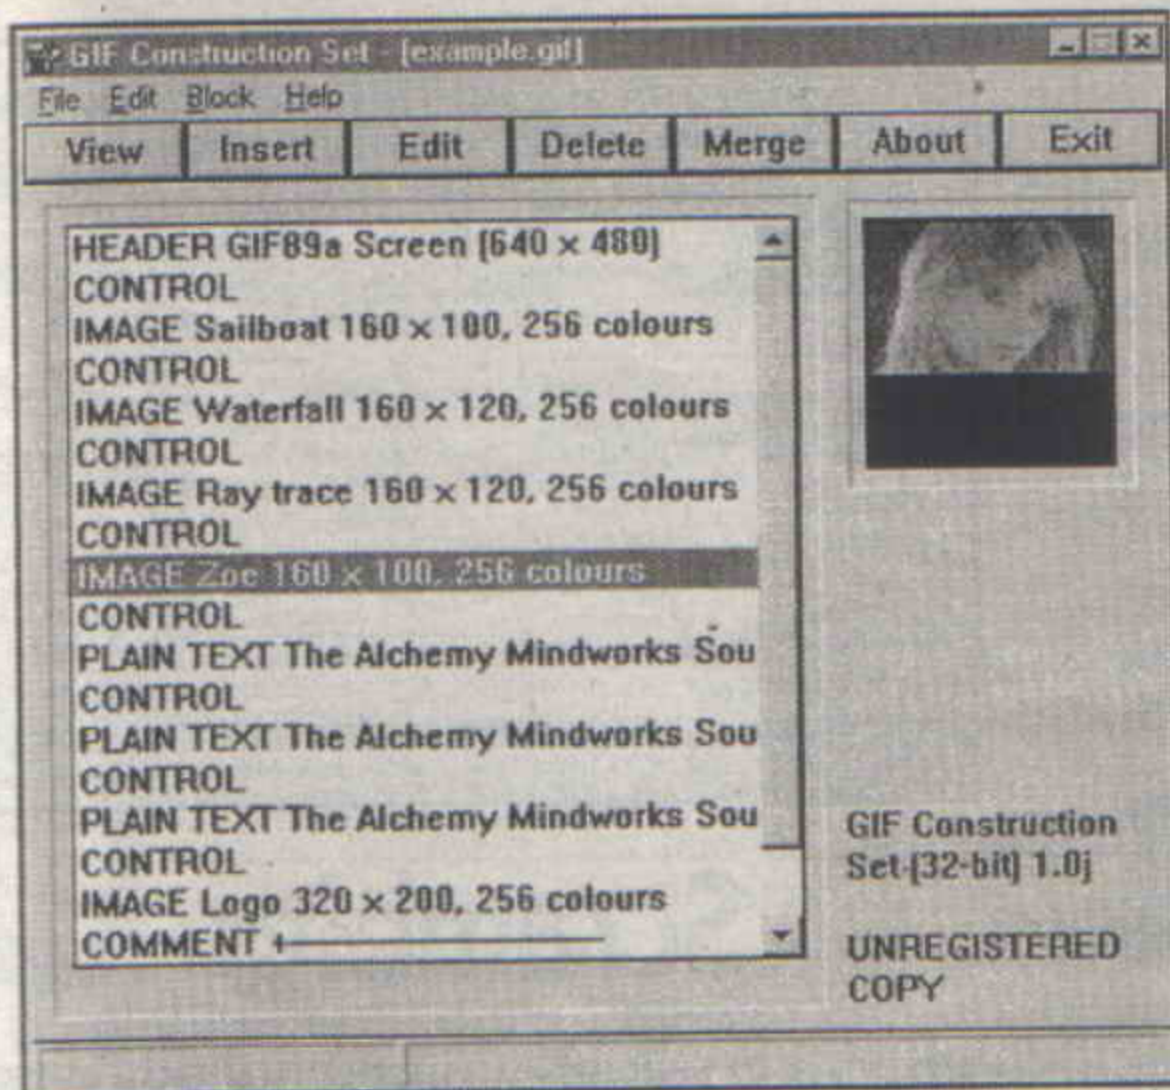 GIF Construction Set - [example.gif]
File Edit Block Help
View Insert Edit Delete Merge About Exit
HEADER GIF89a Screen (640 x 480)
CONTROL
IMAGE Sailboat 160 x 100, 256 colours
CONTROL
IMAGE Waterfall 160 x 120, 256 colours
CONTROL
IMAGE Ray trace 160 x 120, 256 colours
CONTROL
IMAGE Zoe 160 x 100, 256 colours
CONTROL
PLAIN TEXT The Alchemy Mindworks Sou
CONTROL
PLAIN TEXT The Alchemy Mindworks Sou
CONTROL
PLAIN TEXT The Alchemy Mindworks Sou
CONTROL
IMAGE Logo 320 x 200, 256 colours
COMMENT +
GIF Construction
Set-(32-bit) 1.0j
UNREGISTERED
COPY